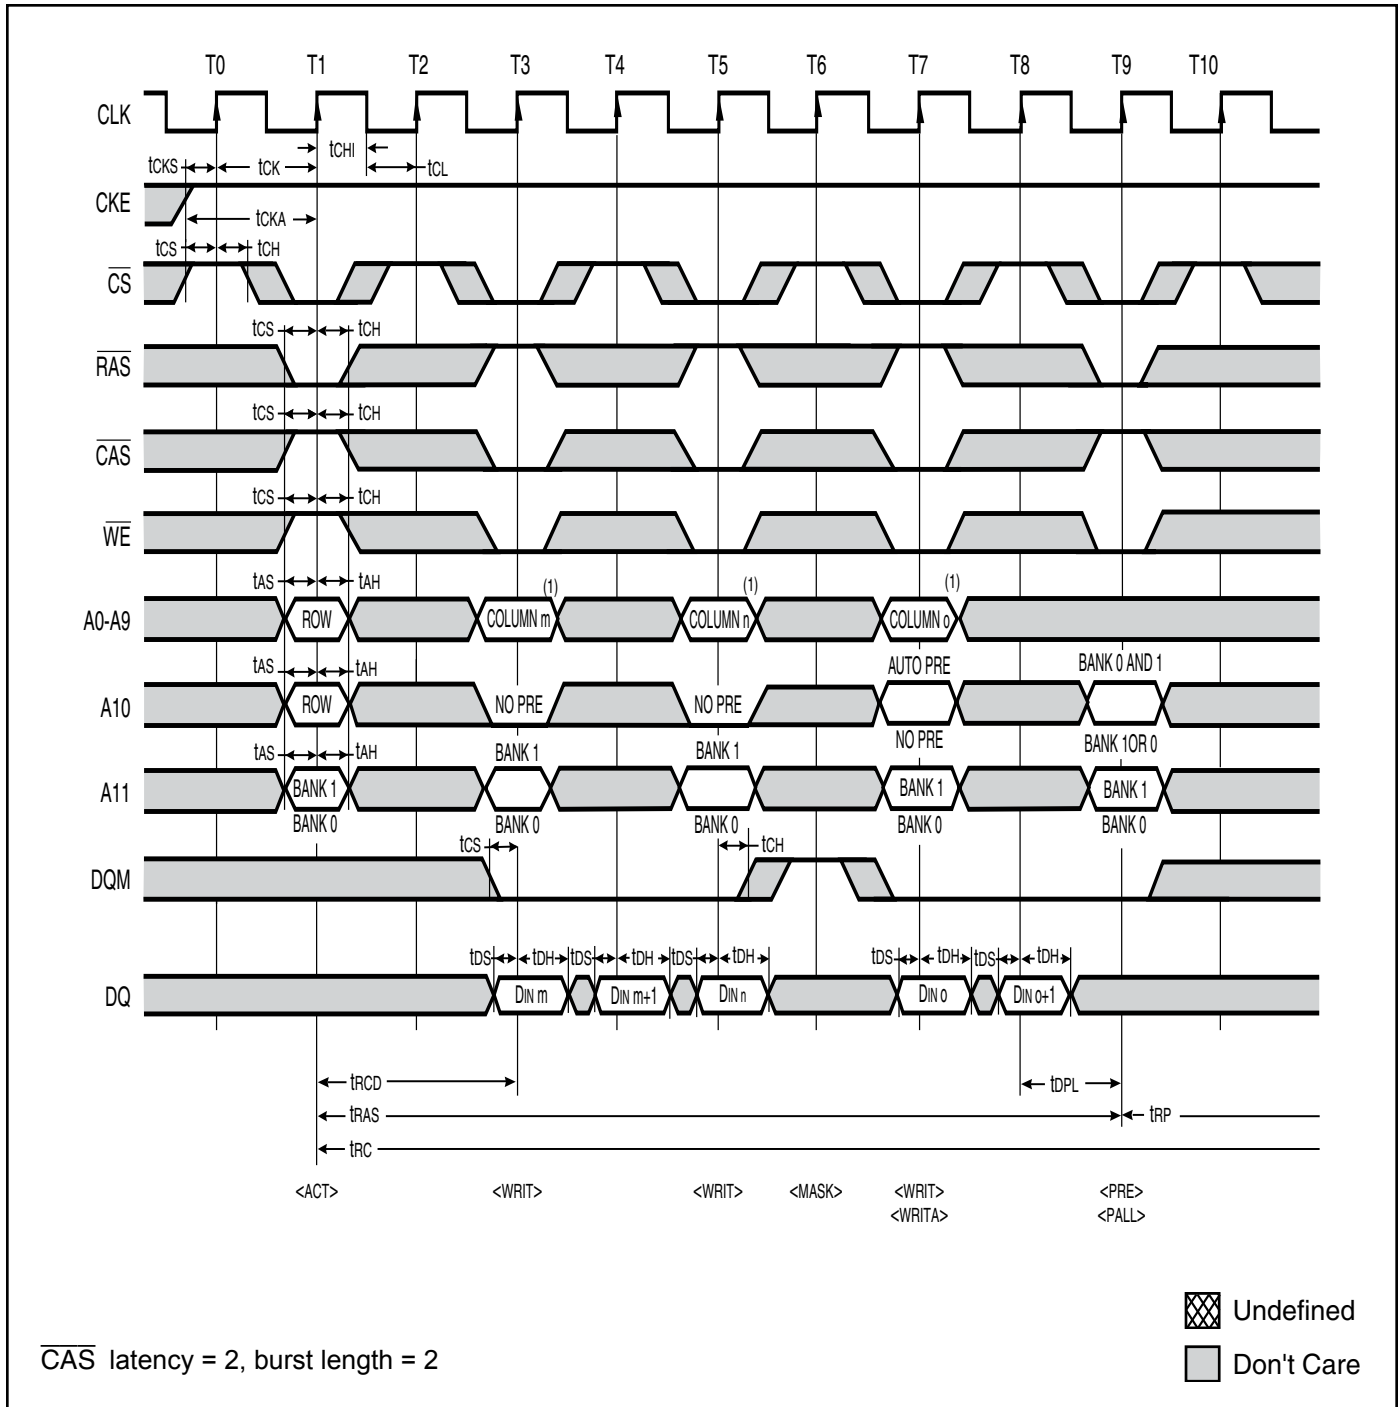 T0 T1 T2 T3 T4 T5 T6 T7 T8 T9 T10
CLK
tCHI
tCKS tCK tCL
CKE
tCKA
tCS tCH
CS
tCS tCH
RAS
tCS tCH
CAS
tCS tCH
WE
tAS tAH (1) (1) (1)
A0-A9 ROW COLUMN m COLUMN n COLUMN o
tAS tAH AUTO PRE BANK 0 AND 1
A10 ROW NO PRE NO PRE
NO PRE BANK 1OR 0
tAS tAH BANK 1 BANK 1
A11 BANK 1 BANK 1 BANK 1
BANK 0 BANK 0 BANK 0 BANK 0 BANK 0
tCS tCH
DQM
tDS tDH tDS tDH tDS tDH tDS tDH tDS tDH
DQ DIN m DIN m+1 DIN n DIN o DIN o+1
tRCD tDPL
tRAS tRP
tRC
<ACT> <WRIT> <WRIT> <MASK> <WRIT> <PRE>
<WRITA> <PALL>
Undefined
CAS latency = 2, burst length = 2
Don't Care